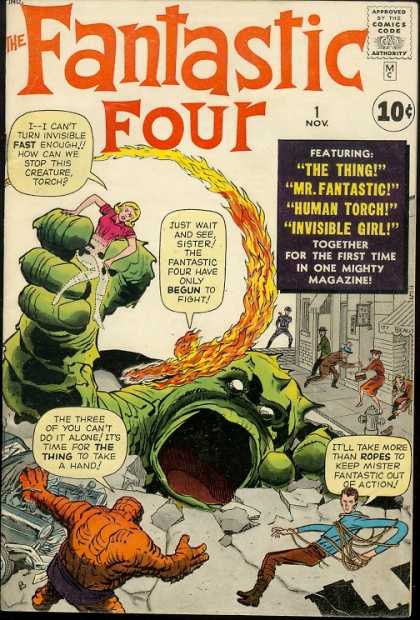 THE
Fantastic
Four
APPROVED
BY THE
COMICS
CODE
AUTHORITY
M
C
1
NOV.
10¢
I--I CAN'T
TURN INVISIBLE
FAST ENOUGH!!
HOW CAN WE
STOP THIS
CREATURE,
TORCH?
FEATURING:
"THE THING!"
"MR. FANTASTIC!"
"HUMAN TORCH!"
"INVISIBLE GIRL!"
TOGETHER
FOR THE FIRST TIME
IN ONE MIGHTY
MAGAZINE!
JUST WAIT
AND SEE,
SISTER!
THE
FANTASTIC
FOUR HAVE
ONLY
BEGUN TO
FIGHT!
THE THREE
OF YOU CAN'T
DO IT ALONE! IT'S
TIME FOR THE
THING TO TAKE
A HAND!
IT'LL TAKE MORE
THAN ROPES TO
KEEP MISTER
FANTASTIC OUT
OF ACTION!